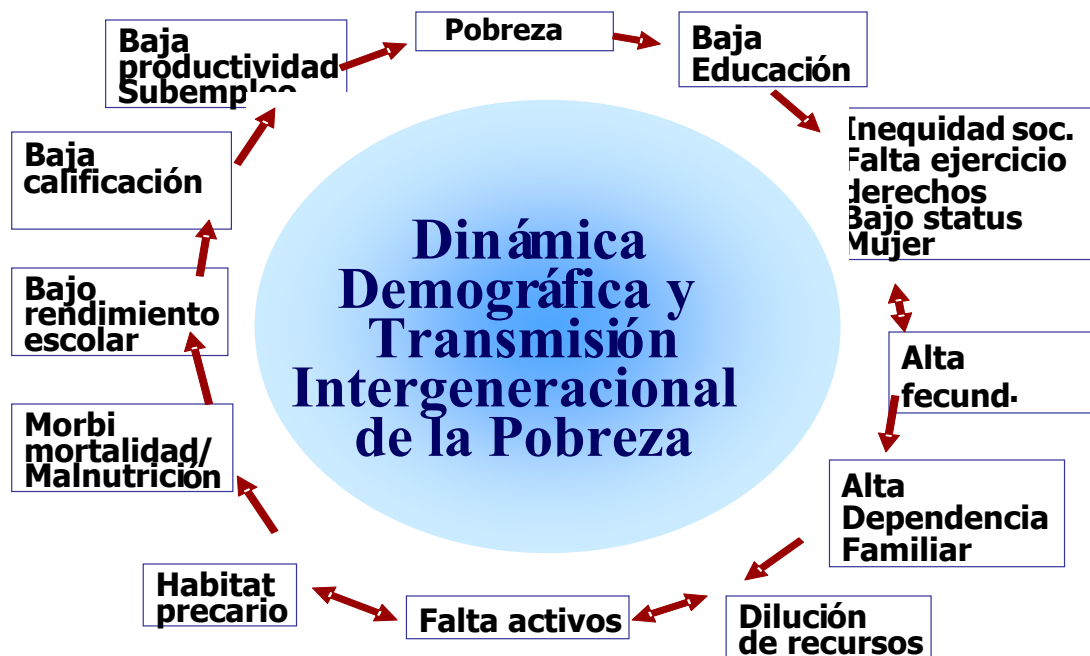 Pobreza
Baja
Educación
Inequidad soc.
Falta ejercicio
derechos
Bajo status
Mujer
Alta
fecund.
Alta
Dependencia
Familiar
Dilución
de recursos
Falta activos
Habitat
precario
Morbi
mortalidad/
Malnutrición
Bajo
rendimiento
escolar
Baja
calificación
Baja
productividad
Subempleo
Dinámica
Demográfica y
Transmisión
Intergeneracional
de la Pobreza